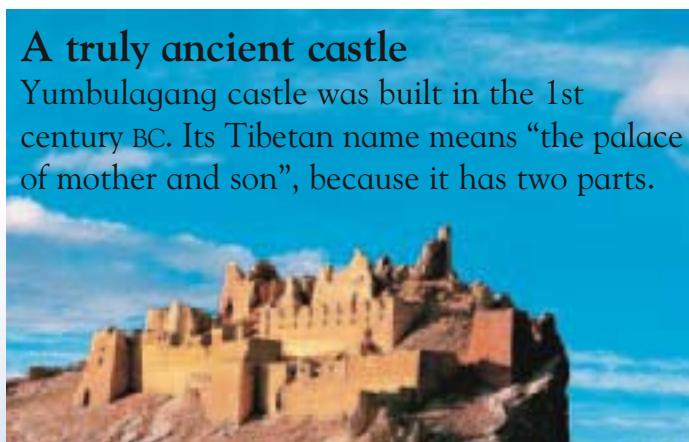 A truly ancient castle
Yumbulagang castle was built in the 1st
century BC. Its Tibetan name means “the palace
of mother and son”, because it has two parts.